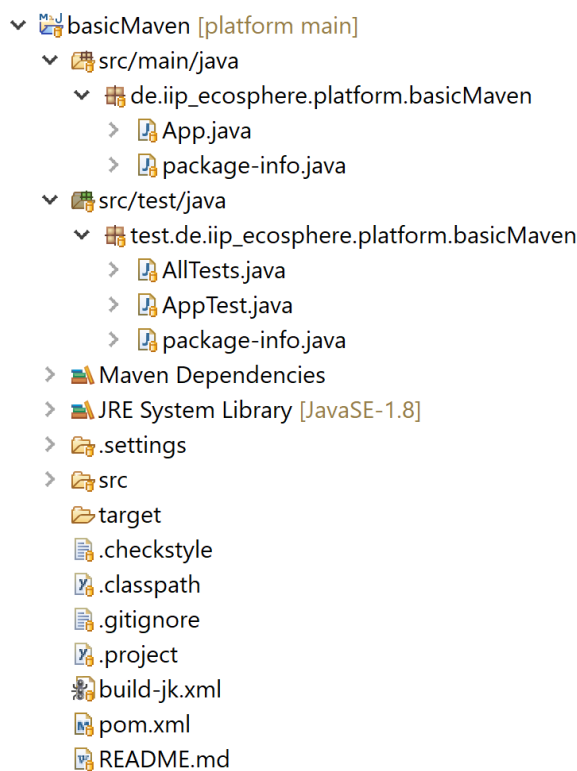 basicMaven [platform main]
src/main/java
de.iip_ecosphere.platform.basicMaven
App.java
package-info.java
src/test/java
test.de.iip_ecosphere.platform.basicMaven
AllTests.java
AppTest.java
package-info.java
Maven Dependencies
JRE System Library [JavaSE-1.8]
.settings
src
target
.checkstyle
.classpath
.gitignore
.project
build-jk.xml
pom.xml
README.md